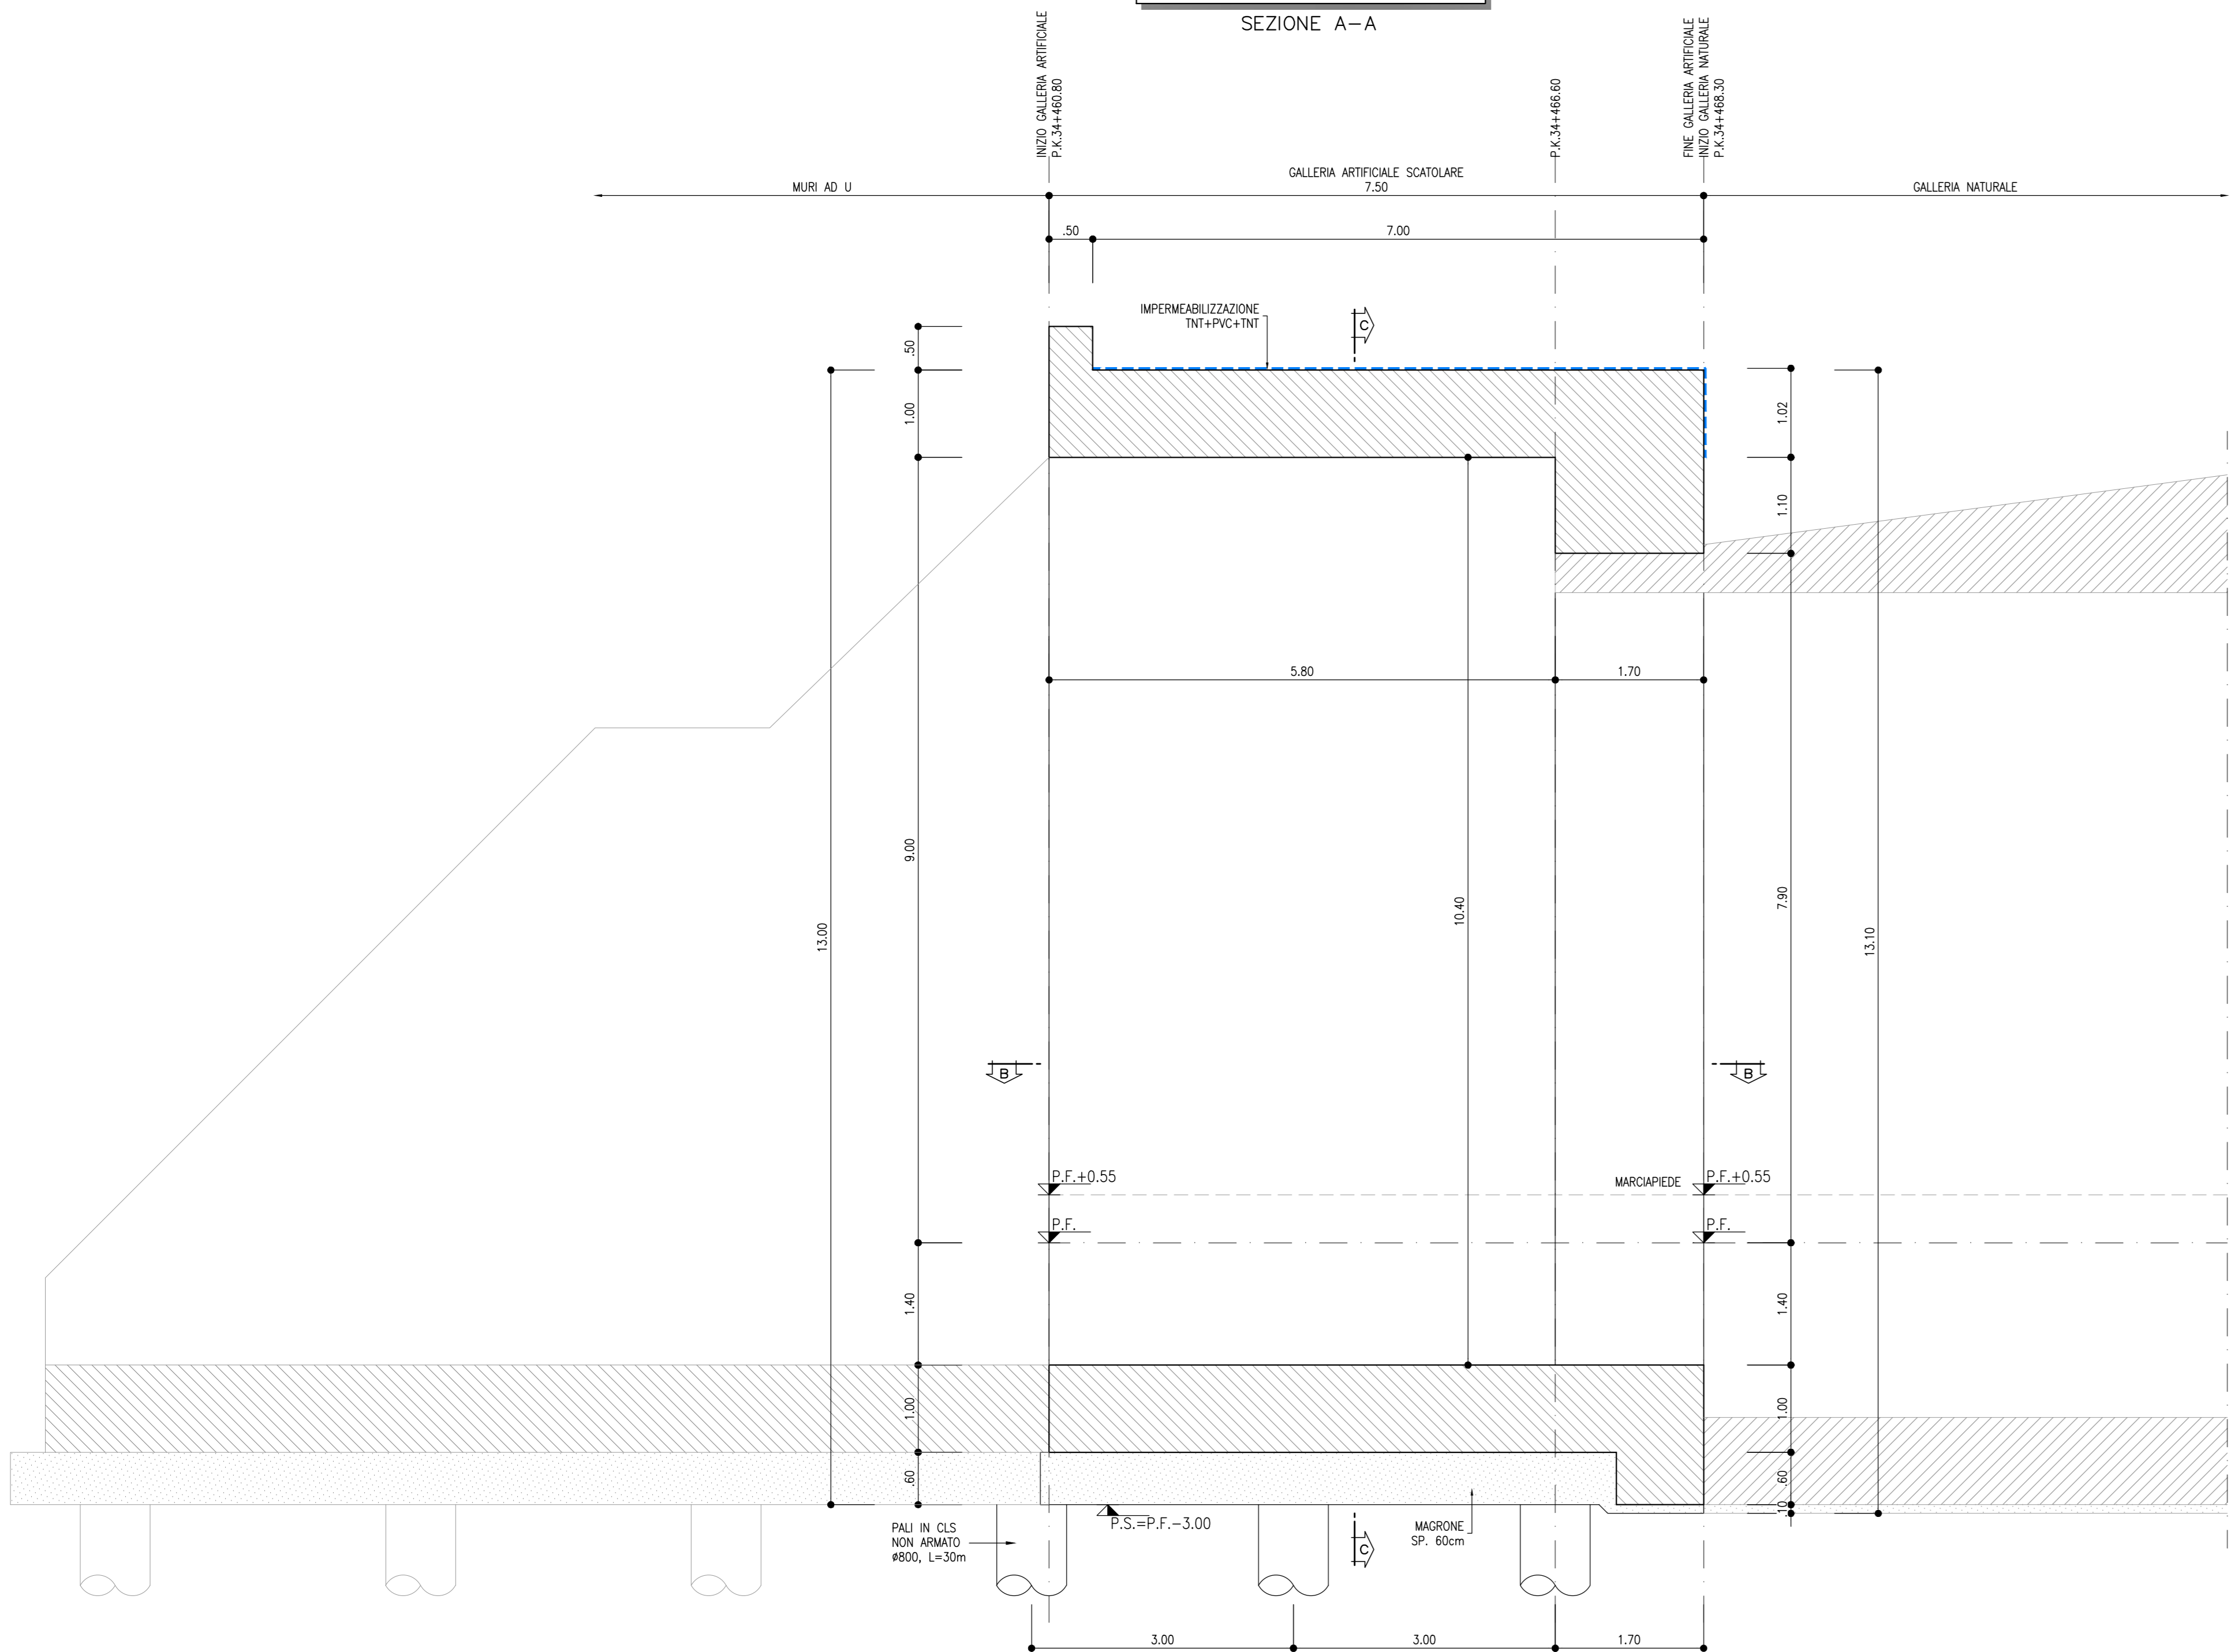 SEZIONE A-A
INIZIO GALLERIA ARTIFICIALE
P.K.34+460.80
P.K.34+466.60
FINE GALLERIA ARTIFICIALE
INIZIO GALLERIA NATURALE
P.K.34+468.30
MURI AD U
GALLERIA ARTIFICIALE SCATOLARE
7.50
GALLERIA NATURALE
.50
7.00
IMPERMEABILIZZAZIONE
TNT+PVC+TNT
C
.50
1.00
1.02
1.10
5.80
1.70
9.00
13.00
10.40
7.90
13.10
B
B
P.F.+0.55
MARCIAPIEDE
P.F.+0.55
P.F.
P.F.
1.40
1.40
1.00
1.00
.60
.60
.10
P.S.=P.F.-3.00
PALI IN CLS
NON ARMATO
ø800, L=30m
MAGRONE
SP. 60cm
C
3.00
3.00
1.70